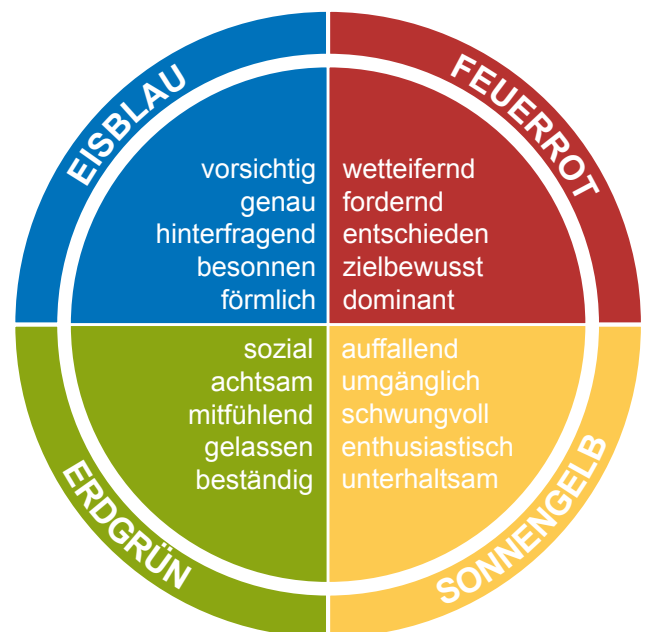 EISBLAU
vorsichtig
genau
hinterfragend
besonnen
förmlich
FEUERROT
wetteifernd
fordernd
entschieden
zielbewusst
dominant
ERDGRÜN
sozial
achtsam
mitfühlend
gelassen
beständig
SONNENGELB
auffallend
umgänglich
schwungvoll
enthusiastisch
unterhaltsam